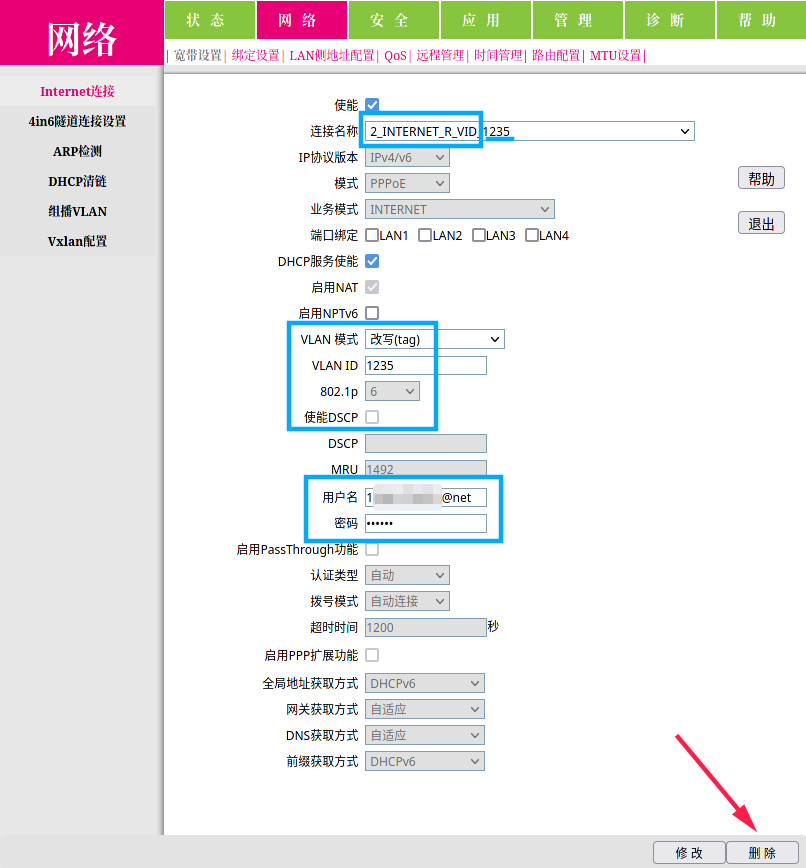 网络
状 态 网 络 安 全 应 用 管 理 诊 断 帮 助
| 宽带设置| 绑定设置| LAN侧地址配置| QoS| 远程管理| 时间管理| 路由配置| MTU设置|
Internet连接
4in6隧道连接设置
ARP检测
DHCP清链
组播VLAN
Vxlan配置
使能
连接名称 2_INTERNET_R_VID_1235
IP协议版本 IPv4/v6
模式 PPPoE
业务模式 INTERNET
端口绑定 LAN1 LAN2 LAN3 LAN4
DHCP服务使能
启用NAT
启用NPTv6
VLAN 模式 改写(tag)
VLAN ID 1235
802.1p 6
使能DSCP
DSCP
MRU 1492
用户名 1 @net
密码 ••••••
启用PassThrough功能
认证类型 自动
拨号模式 自动连接
超时时间 1200 秒
启用PPP扩展功能
全局地址获取方式 DHCPv6
网关获取方式 自适应
DNS获取方式 自适应
前缀获取方式 DHCPv6
帮助
退出
修 改 删 除